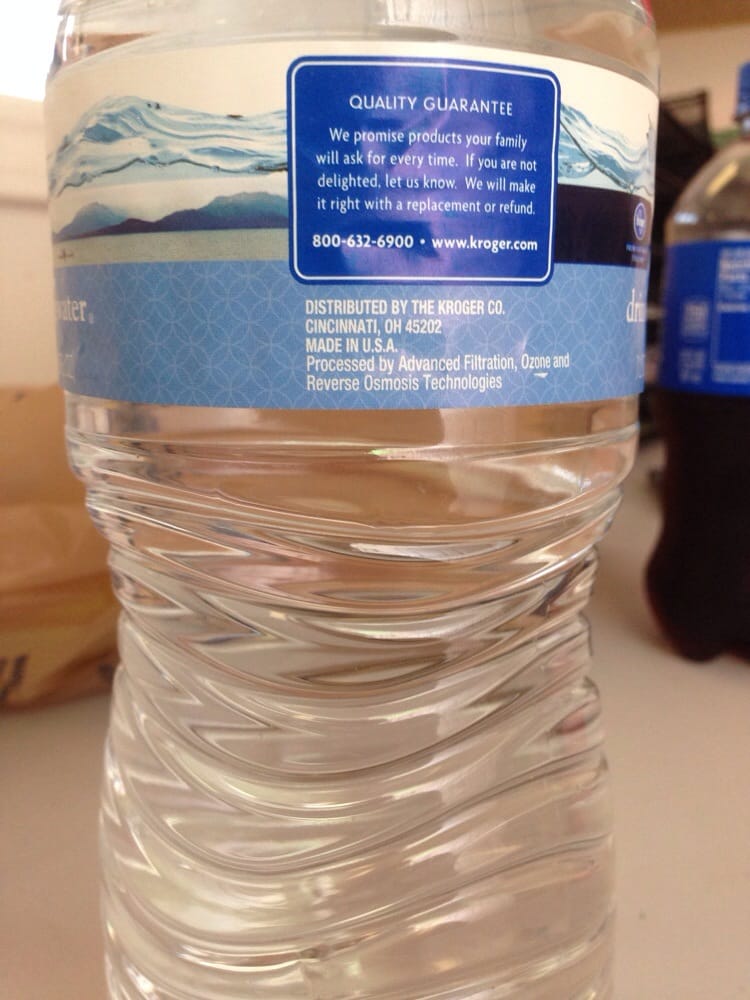 QUALITY GUARANTEE
We promise products your family
will ask for every time. If you are not
delighted, let us know. We will make
it right with a replacement or refund.
800-632-6900 • www.kroger.com
DISTRIBUTED BY THE KROGER CO.
CINCINNATI, OH 45202
MADE IN U.S.A.
Processed by Advanced Filtration, Ozone and
Reverse Osmosis Technologies
water